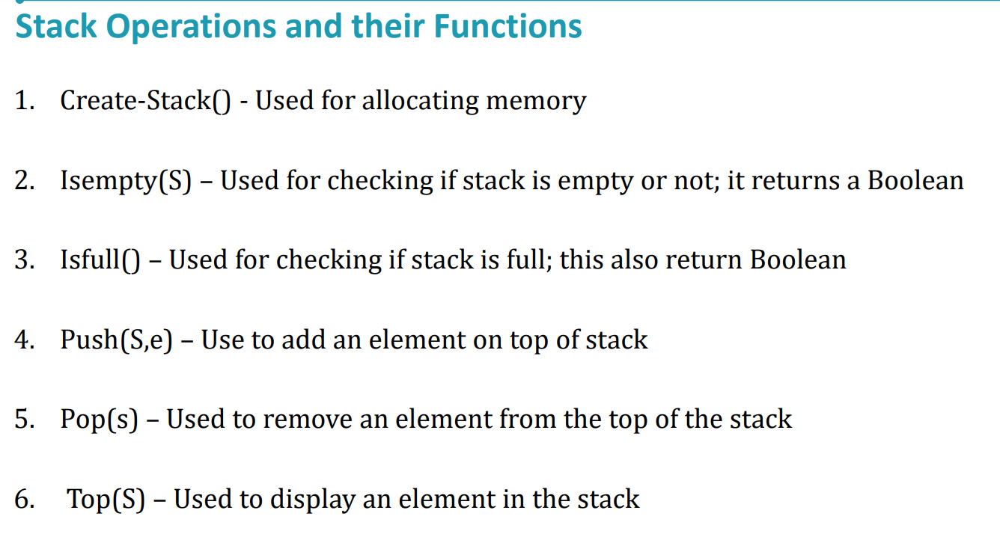 Stack Operations and their Functions
1. Create-Stack() - Used for allocating memory
2. Isempty(S) – Used for checking if stack is empty or not; it returns a Boolean
3. Isfull() – Used for checking if stack is full; this also return Boolean
4. Push(S,e) – Use to add an element on top of stack
5. Pop(s) – Used to remove an element from the top of the stack
6. Top(S) – Used to display an element in the stack